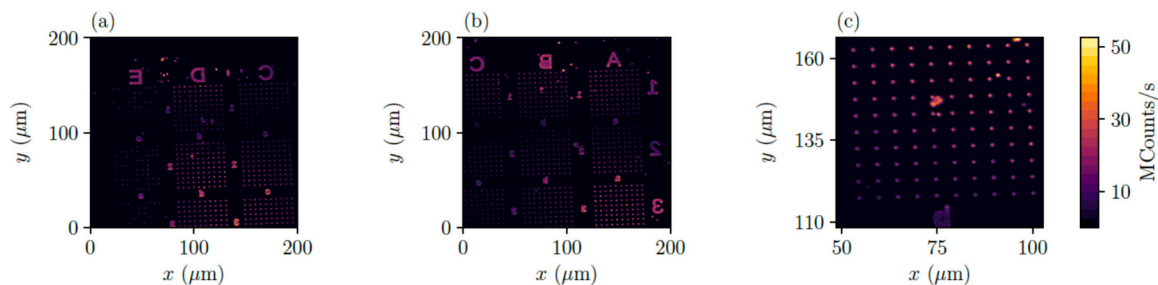 (a)
200
100
0
y (μm)
0 100 200
x (μm)
E D C
(b)
200
100
0
y (μm)
0 100 200
x (μm)
C B A
1
2
3
(c)
160
135
110
y (μm)
50 75 100
x (μm)
50
30
10
MCounts/s